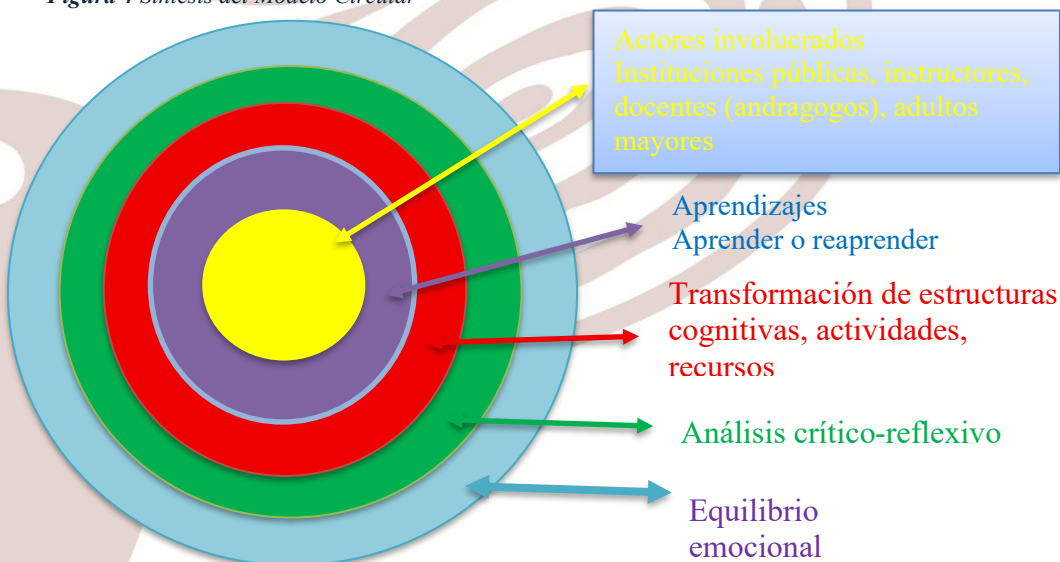 Figura 4 Síntesis del Modelo Circular
Actores involucrados
Instituciones públicas, instructores,
docentes (andragogos), adultos
mayores
Aprendizajes
Aprender o reaprender
Transformación de estructuras
cognitivas, actividades,
recursos
Análisis crítico-reflexivo
Equilibrio
emocional